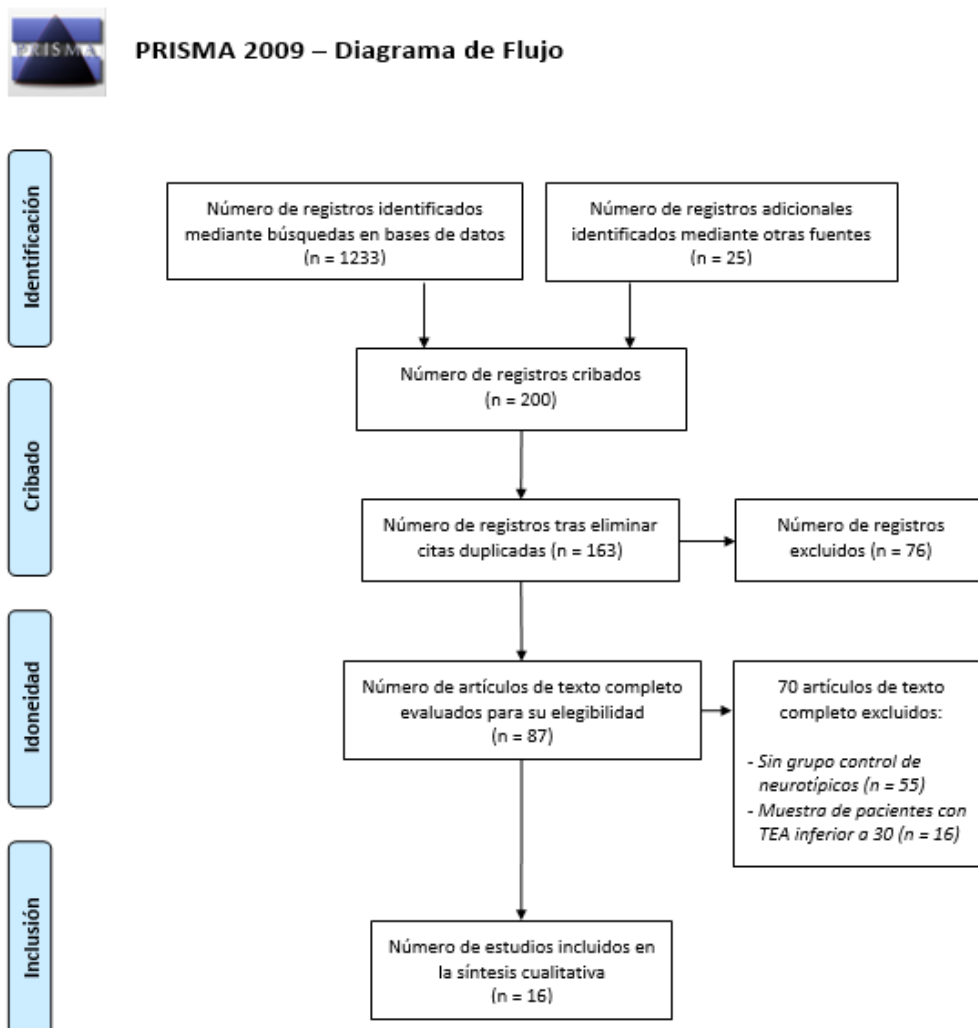 PRISMA
PRISMA 2009 – Diagrama de Flujo
Identificación
Número de registros identificados
mediante búsquedas en bases de datos
(n = 1233)
Número de registros adicionales
identificados mediante otras fuentes
(n = 25)
Cribado
Número de registros cribados
(n = 200)
Número de registros tras eliminar
citas duplicadas (n = 163)
Número de registros
excluidos (n = 76)
Idoneidad
Número de artículos de texto completo
evaluados para su elegibilidad
(n = 87)
70 artículos de texto
completo excluidos:
- Sin grupo control de
neurotípicos (n = 55)
- Muestra de pacientes con
TEA inferior a 30 (n = 16)
Inclusión
Número de estudios incluidos en
la síntesis cualitativa
(n = 16)